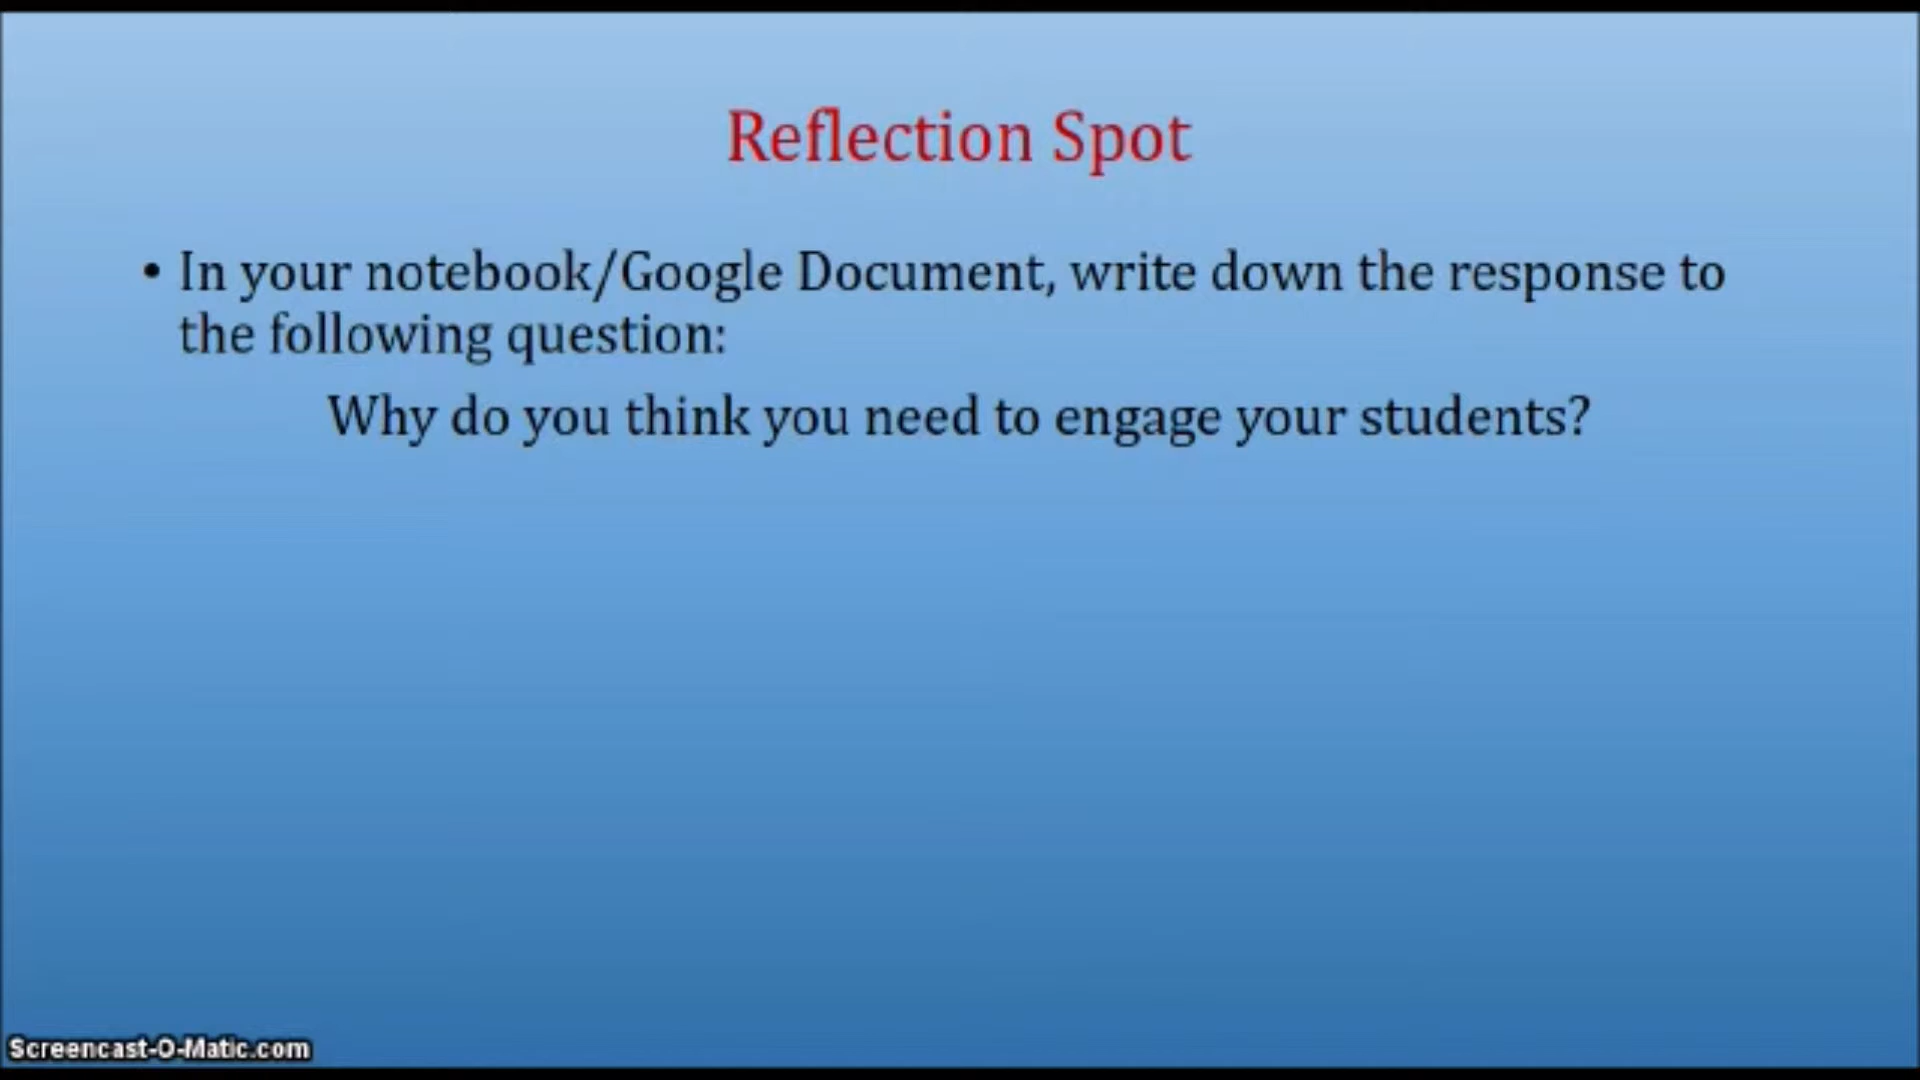 Reflection Spot
• In your notebook/Google Document, write down the response to
the following question:
Why do you think you need to engage your students?
Screencast-O-Matic.com